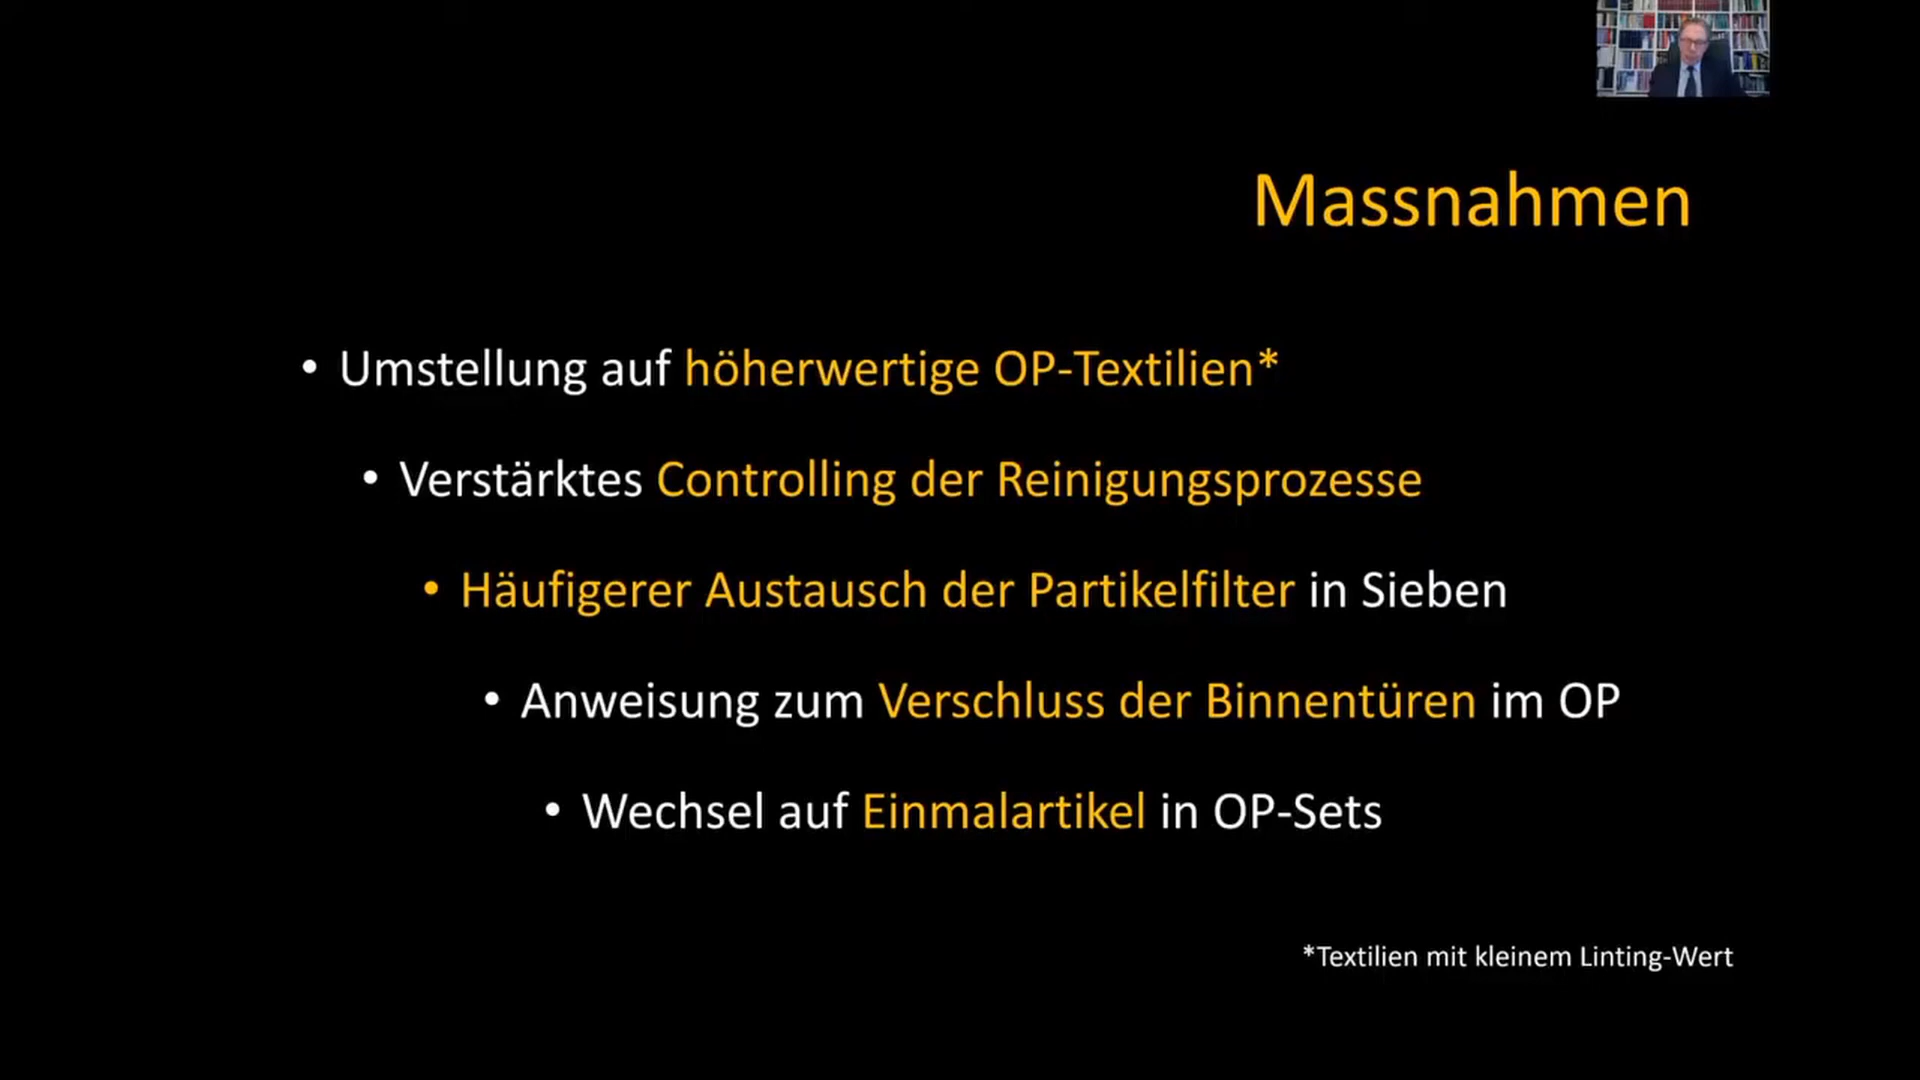 Massnahmen
• Umstellung auf höherwertige OP-Textilien*
• Verstärktes Controlling der Reinigungsprozesse
• Häufigerer Austausch der Partikelfilter in Sieben
• Anweisung zum Verschluss der Binnentüren im OP
• Wechsel auf Einmalartikel in OP-Sets
*Textilien mit kleinem Linting-Wert